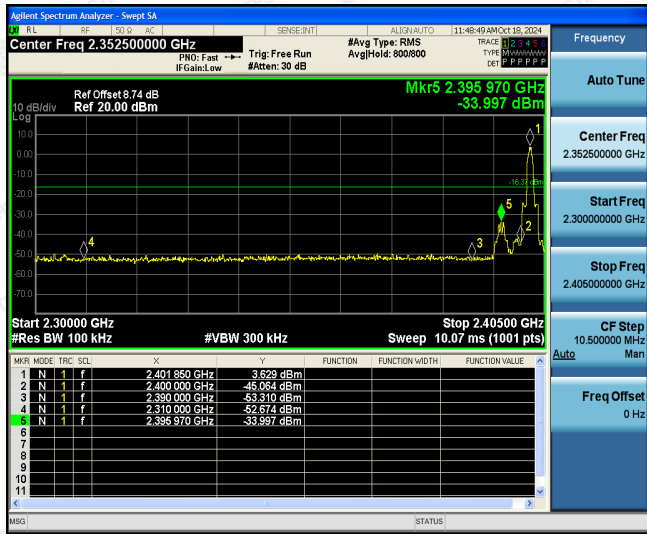 Agilent Spectrum Analyzer - Swept SA
RL RF 50 Ω AC SENSE:INT ALIGN AUTO 11:48:49 AM Oct 18, 2024
Center Freq 2.352500000 GHz #Avg Type: RMS TRACE 1 2 3 4 5 6
PNO: Fast Trig: Free Run Avg|Hold: 800/800 TYPE M
IFGain:Low #Atten: 30 dB DET P P P P P P
Mkr5 2.395 970 GHz
Ref Offset 8.74 dB
10 dB/div Ref 20.00 dBm -33.997 dBm
Log
10.0
0.00
-10.0
-20.0
-30.0
-40.0
-50.0
-60.0
-70.0
1
-16.37 dBm
5
2
3
4
Start 2.30000 GHz Stop 2.40500 GHz
#Res BW 100 kHz #VBW 300 kHz Sweep 10.07 ms (1001 pts)
MKR MODE TRC SCL X Y FUNCTION FUNCTION WIDTH FUNCTION VALUE
1 N 1 f 2.401 850 GHz 3.629 dBm
2 N 1 f 2.400 000 GHz -45.064 dBm
3 N 1 f 2.390 000 GHz -53.310 dBm
4 N 1 f 2.310 000 GHz -52.674 dBm
5 N 1 f 2.395 970 GHz -33.997 dBm
6
7
8
9
10
11
MSG STATUS
Frequency
Auto Tune
Center Freq
2.352500000 GHz
Start Freq
2.300000000 GHz
Stop Freq
2.405000000 GHz
CF Step
10.500000 MHz
Auto Man
Freq Offset
0 Hz